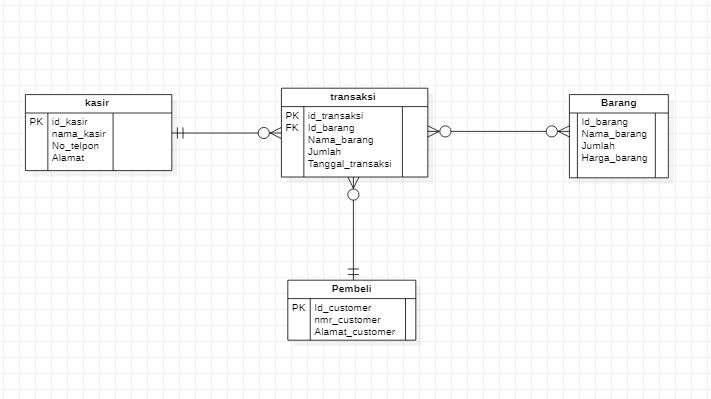 kasir
PK id_kasir
nama_kasir
No_telpon
Alamat
transaksi
PK id_transaksi
FK Id_barang
Nama_barang
Jumlah
Tanggal_transaksi
Barang
Id_barang
Nama_barang
Jumlah
Harga_barang
Pembeli
PK Id_customer
nmr_customer
Alamat_customer